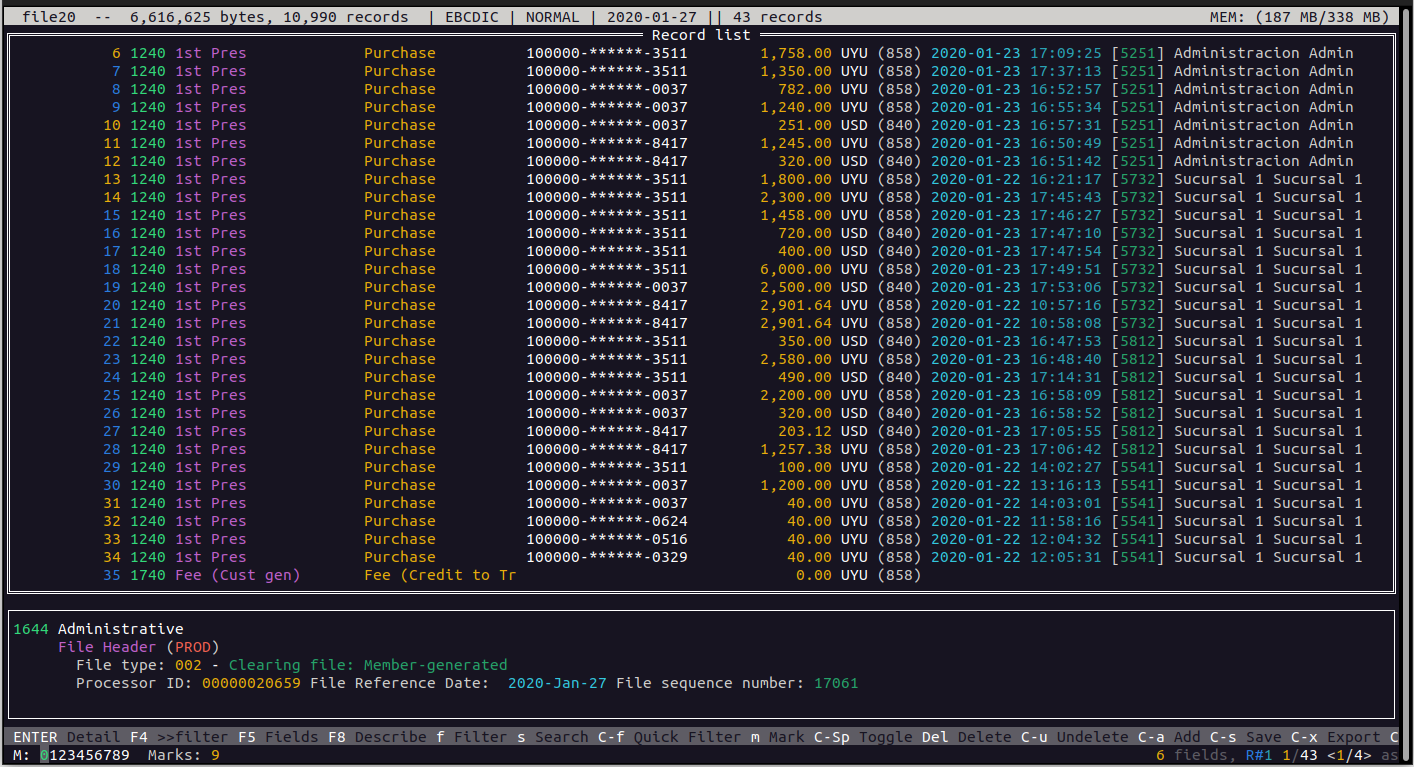 file20 -- 6,616,625 bytes, 10,990 records | EBCDIC | NORMAL | 2020-01-27 || 43 records MEM: (187 MB/338 MB)
Record list
6 1240 1st Pres Purchase 100000-******-3511 1,758.00 UYU (858) 2020-01-23 17:09:25 [5251] Administracion Admin
7 1240 1st Pres Purchase 100000-******-3511 1,350.00 UYU (858) 2020-01-23 17:37:13 [5251] Administracion Admin
8 1240 1st Pres Purchase 100000-******-0037 782.00 UYU (858) 2020-01-23 16:52:57 [5251] Administracion Admin
9 1240 1st Pres Purchase 100000-******-0037 1,240.00 UYU (858) 2020-01-23 16:55:34 [5251] Administracion Admin
10 1240 1st Pres Purchase 100000-******-0037 251.00 USD (840) 2020-01-23 16:57:31 [5251] Administracion Admin
11 1240 1st Pres Purchase 100000-******-8417 1,245.00 UYU (858) 2020-01-23 16:50:49 [5251] Administracion Admin
12 1240 1st Pres Purchase 100000-******-8417 320.00 USD (840) 2020-01-23 16:51:42 [5251] Administracion Admin
13 1240 1st Pres Purchase 100000-******-3511 1,800.00 UYU (858) 2020-01-22 16:21:17 [5732] Sucursal 1 Sucursal 1
14 1240 1st Pres Purchase 100000-******-3511 2,300.00 UYU (858) 2020-01-22 17:45:43 [5732] Sucursal 1 Sucursal 1
15 1240 1st Pres Purchase 100000-******-3511 1,458.00 UYU (858) 2020-01-22 17:46:27 [5732] Sucursal 1 Sucursal 1
16 1240 1st Pres Purchase 100000-******-3511 720.00 USD (840) 2020-01-22 17:47:10 [5732] Sucursal 1 Sucursal 1
17 1240 1st Pres Purchase 100000-******-3511 400.00 USD (840) 2020-01-22 17:47:54 [5732] Sucursal 1 Sucursal 1
18 1240 1st Pres Purchase 100000-******-3511 6,000.00 UYU (858) 2020-01-22 17:49:51 [5732] Sucursal 1 Sucursal 1
19 1240 1st Pres Purchase 100000-******-0037 2,500.00 USD (840) 2020-01-22 17:53:06 [5732] Sucursal 1 Sucursal 1
20 1240 1st Pres Purchase 100000-******-8417 2,901.64 UYU (858) 2020-01-22 10:57:16 [5732] Sucursal 1 Sucursal 1
21 1240 1st Pres Purchase 100000-******-8417 2,901.64 UYU (858) 2020-01-22 10:58:08 [5732] Sucursal 1 Sucursal 1
22 1240 1st Pres Purchase 100000-******-3511 350.00 USD (840) 2020-01-23 16:47:53 [5812] Sucursal 1 Sucursal 1
23 1240 1st Pres Purchase 100000-******-3511 2,580.00 UYU (858) 2020-01-23 16:48:40 [5812] Sucursal 1 Sucursal 1
24 1240 1st Pres Purchase 100000-******-3511 490.00 USD (840) 2020-01-23 17:14:31 [5812] Sucursal 1 Sucursal 1
25 1240 1st Pres Purchase 100000-******-0037 2,200.00 UYU (858) 2020-01-23 16:58:09 [5812] Sucursal 1 Sucursal 1
26 1240 1st Pres Purchase 100000-******-0037 320.00 USD (840) 2020-01-23 16:58:52 [5812] Sucursal 1 Sucursal 1
27 1240 1st Pres Purchase 100000-******-8417 203.12 USD (840) 2020-01-23 17:05:55 [5812] Sucursal 1 Sucursal 1
28 1240 1st Pres Purchase 100000-******-8417 1,257.38 UYU (858) 2020-01-23 17:06:42 [5812] Sucursal 1 Sucursal 1
29 1240 1st Pres Purchase 100000-******-3511 100.00 UYU (858) 2020-01-22 14:02:27 [5541] Sucursal 1 Sucursal 1
30 1240 1st Pres Purchase 100000-******-0037 1,200.00 UYU (858) 2020-01-22 13:16:13 [5541] Sucursal 1 Sucursal 1
31 1240 1st Pres Purchase 100000-******-0037 40.00 UYU (858) 2020-01-22 14:03:01 [5541] Sucursal 1 Sucursal 1
32 1240 1st Pres Purchase 100000-******-0624 40.00 UYU (858) 2020-01-22 11:58:16 [5541] Sucursal 1 Sucursal 1
33 1240 1st Pres Purchase 100000-******-0516 40.00 UYU (858) 2020-01-22 12:04:32 [5541] Sucursal 1 Sucursal 1
34 1240 1st Pres Purchase 100000-******-0329 40.00 UYU (858) 2020-01-22 12:05:31 [5541] Sucursal 1 Sucursal 1
35 1740 Fee (Cust gen) Fee (Credit to Tr 0.00 UYU (858)
1644 Administrative
File Header (PROD)
File type: 002 - Clearing file: Member-generated
Processor ID: 00000020659 File Reference Date: 2020-Jan-27 File sequence number: 17061
ENTER Detail F4 >>filter F5 Fields F8 Describe f Filter s Search C-f Quick Filter m Mark C-Sp Toggle Del Delete C-u Undelete C-a Add C-s Save C-x Export C
M: 0123456789 Marks: 9 6 fields, R#1 1/43 <1/4> as